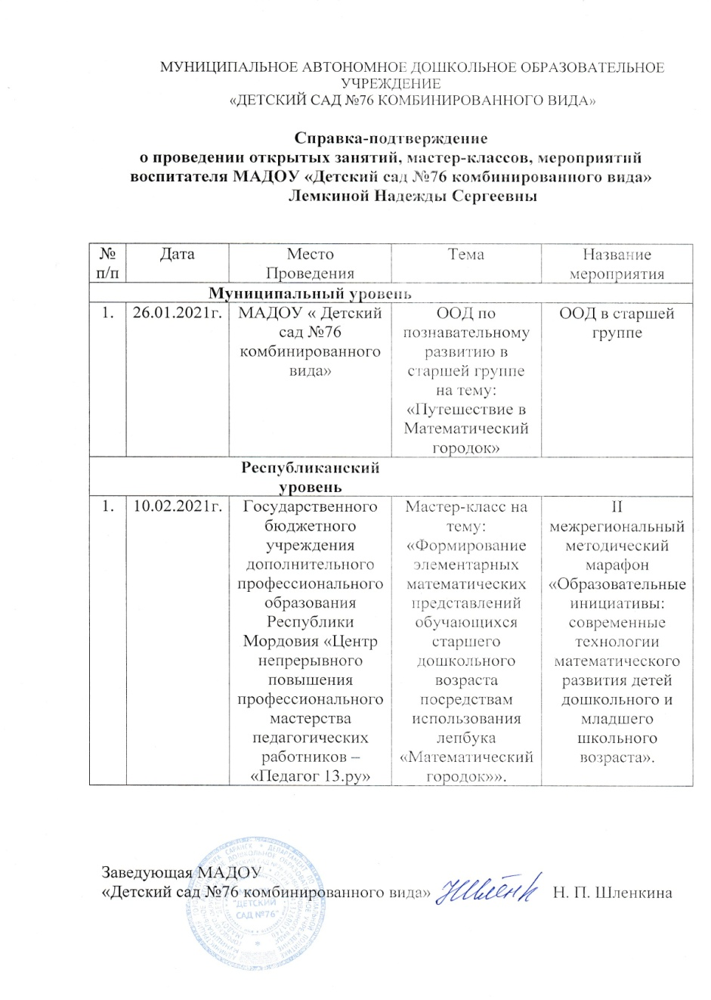 МУНИЦИПАЛЬНОЕ АВТОНОМНОЕ ДОШКОЛЬНОЕ ОБРАЗОВАТЕЛЬНОЕ
УЧРЕЖДЕНИЕ
«ДЕТСКИЙ САД №76 КОМБИНИРОВАННОГО ВИДА»
Справка-подтверждение
о проведении открытых занятий, мастер-классов, мероприятий
воспитателя МАДОУ «Детский сад №76 комбинированного вида»
Лемкиной Надежды Сергеевны
№ п/п
Дата
Место
Проведения
Тема
Название
мероприятия
Муниципальный уровень
1.
26.01.2021г.
МАДОУ « Детский
сад №76
комбинированного
вида»
ООД по
познавательному
развитию в
старшей группе
на тему:
«Путешествие в
Математический
городок»
ООД в старшей
группе
Республиканский
уровень
1.
10.02.2021г.
Государственного
бюджетного
учреждения
дополнительного
профессионального
образования
Республики
Мордовия «Центр
непрерывного
повышения
профессионального
мастерства
педагогических
работников –
«Педагог 13.ру»
Мастер-класс на
тему:
«Формирование
элементарных
математических
представлений
обучающихся
старшего
дошкольного
возраста
посредствам
использования
лепбука
«Математический
городок»».
II
межрегиональный
методический
марафон
«Образовательные
инициативы:
современные
технологии
математического
развития детей
дошкольного и
младшего
школьного
возраста».
Заведующая МАДОУ
«Детский сад №76 комбинированного вида»
Н. П. Шленкина
"ДЕТСКИЙ
САД №76"